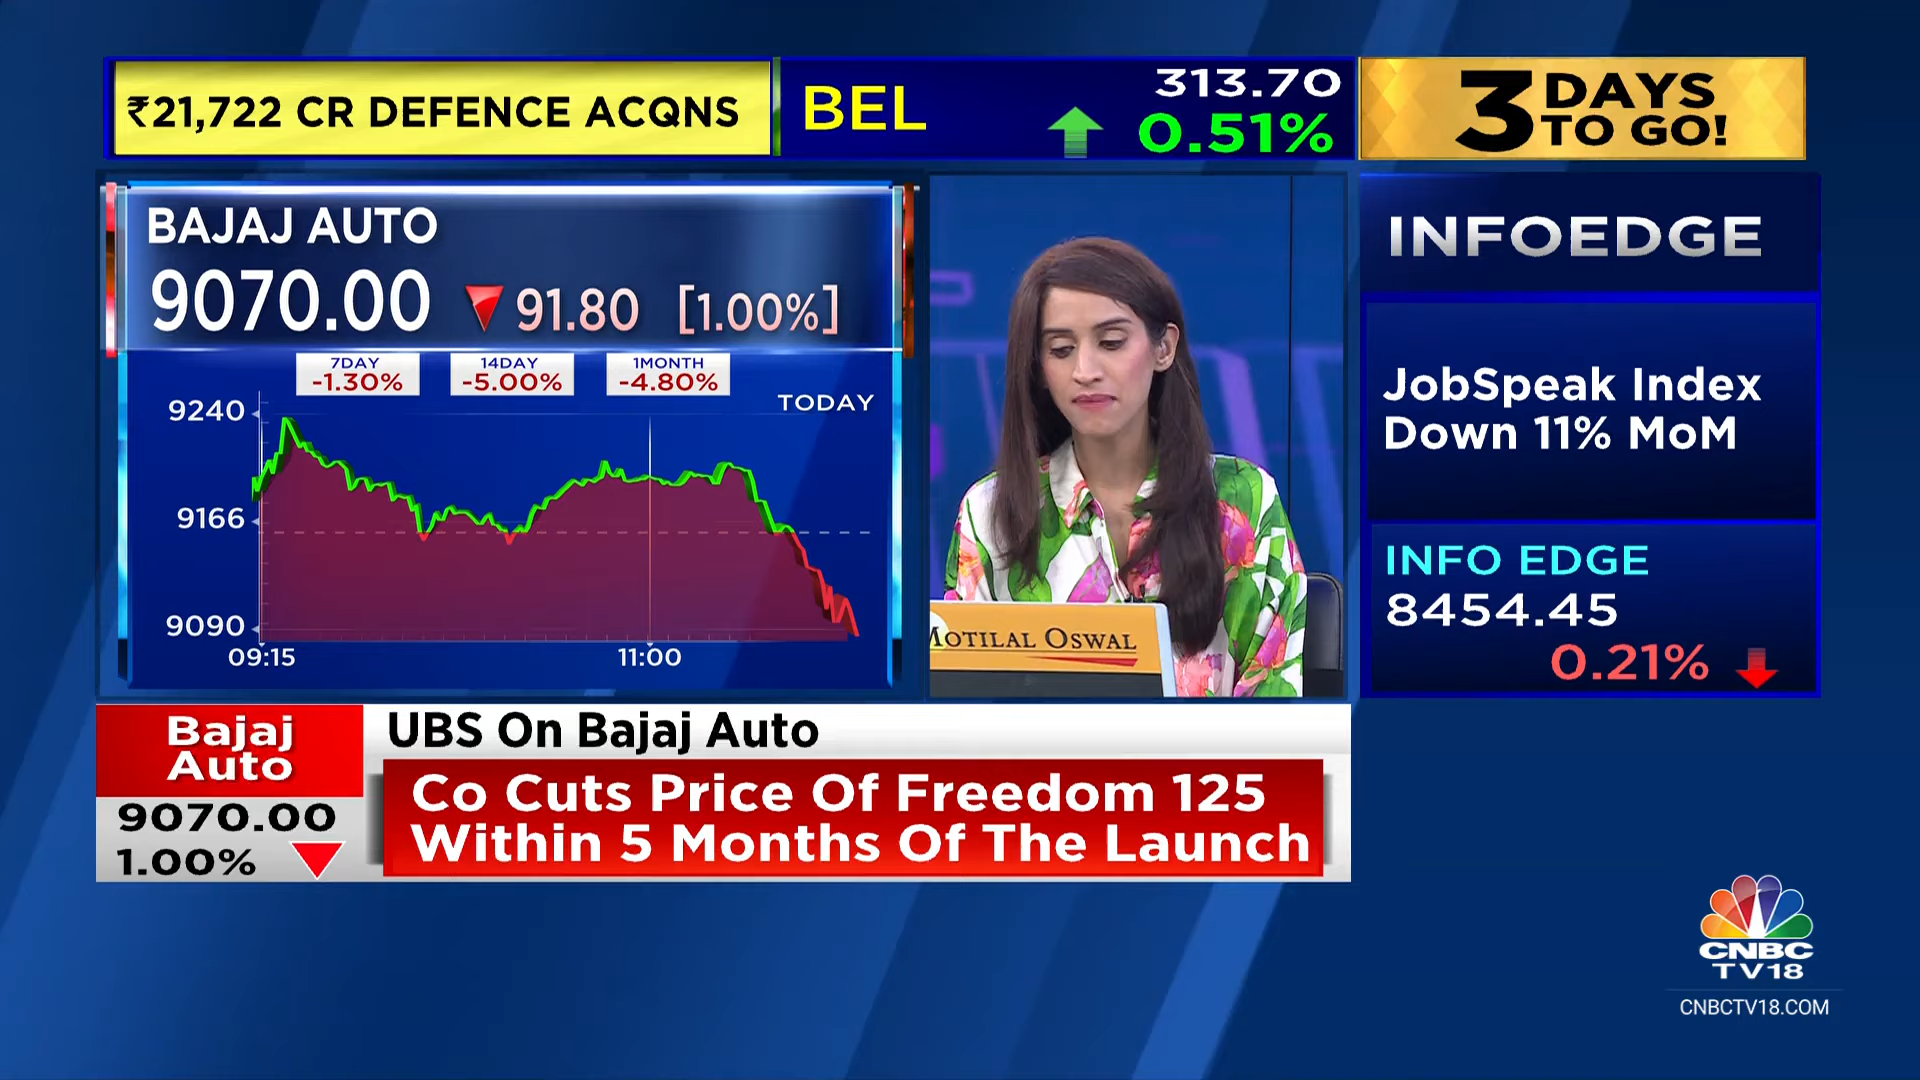 ₹21,722 CR DEFENCE ACQNS
BEL
313.70
0.51%
3 DAYS
TO GO!
BAJAJ AUTO
9070.00
91.80
[1.00%]
7DAY
-1.30%
14DAY
-5.00%
1MONTH
-4.80%
TODAY
9240
9166
9090
09:15
11:00
MOTILAL OSWAL
INFOEDGE
JobSpeak Index
Down 11% MoM
INFO EDGE
8454.45
0.21%
Bajaj
Auto
9070.00
1.00%
UBS On Bajaj Auto
Co Cuts Price Of Freedom 125
Within 5 Months Of The Launch
CNBC
TV18
CNBCTV18.COM